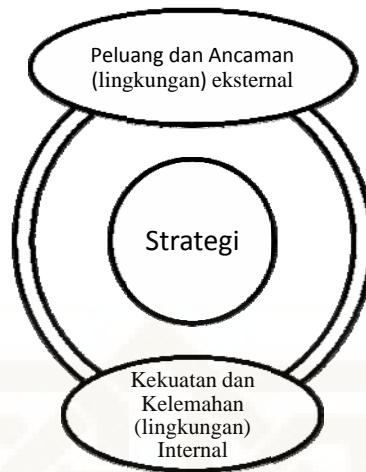 Peluang dan Ancaman
(lingkungan) eksternal
Strategi
Kekuatan dan
Kelemahan
(lingkungan)
Internal